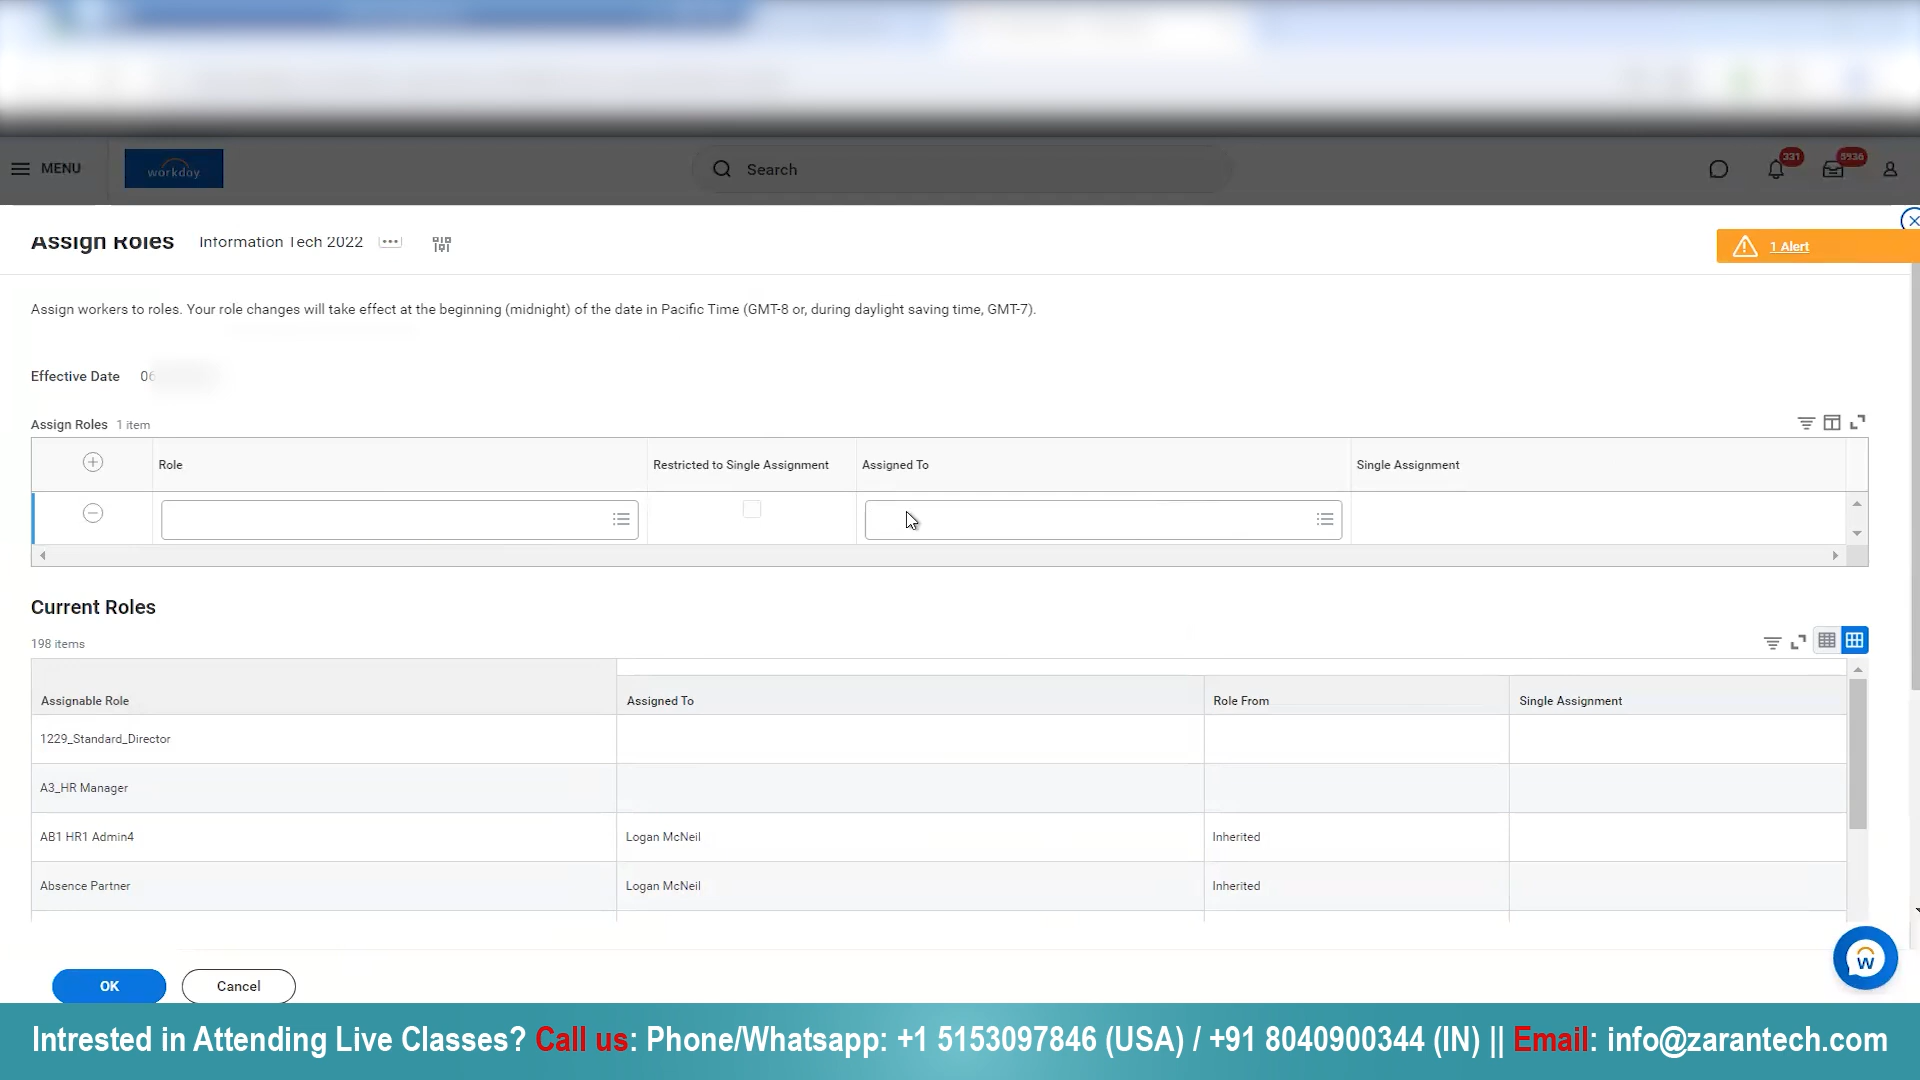 MENU
workday
Search
331
5936
Assign Roles Information Tech 2022
1 Alert
Assign workers to roles. Your role changes will take effect at the beginning (midnight) of the date in Pacific Time (GMT-8 or, during daylight saving time, GMT-7).
Effective Date 06
Assign Roles 1 item
Role Restricted to Single Assignment Assigned To Single Assignment
Current Roles
198 items
Assignable Role Assigned To Role From Single Assignment
1229_Standard_Director
A3_HR Manager
AB1 HR1 Admin4 Logan McNeil Inherited
Absence Partner Logan McNeil Inherited
W
OK Cancel
Intrested in Attending Live Classes? Call us: Phone/Whatsapp: +1 5153097846 (USA) / +91 8040900344 (IN) || Email: info@zarantech.com